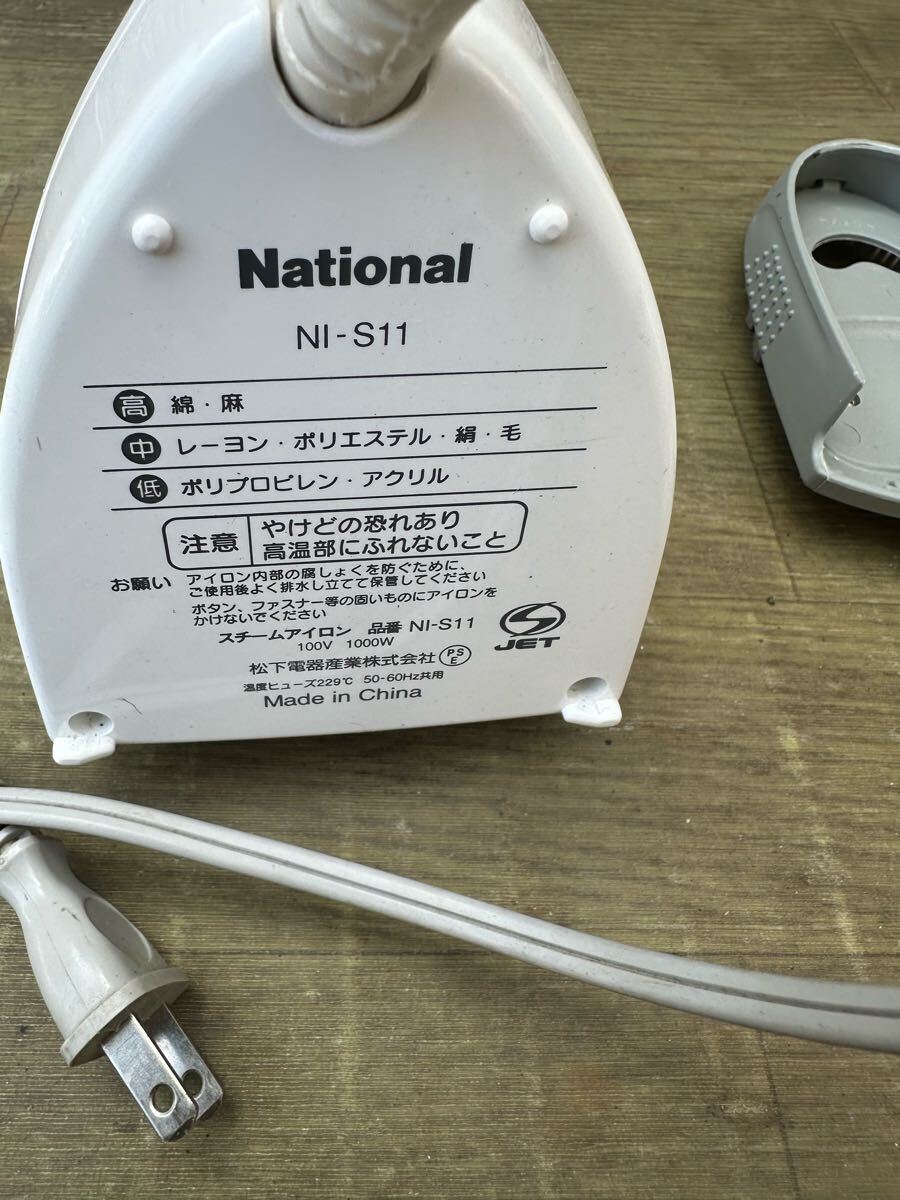 National
NI-S11
高 綿・麻
中 レーヨン・ポリエステル・絹・毛
低 ポリプロピレン・アクリル
注意 やけどの恐れあり
高温部にふれないこと
お願い アイロン内部の腐しょくを防ぐために、
ご使用後よく排水し立てて保管してください
ボタン、ファスナー等の固いものにアイロンを
かけないでください
スチームアイロン 品番 NI-S11
100V 1000W
JET
松下電器産業株式会社 PSE
温度ヒューズ229℃ 50-60Hz共用
Made in China